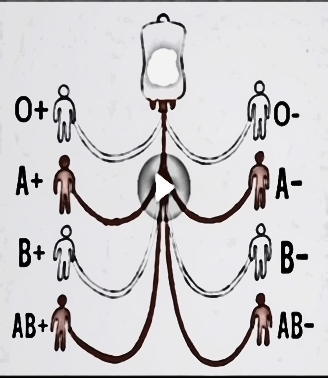 O+ O-
A+ A-
B+ B-
AB+ AB-